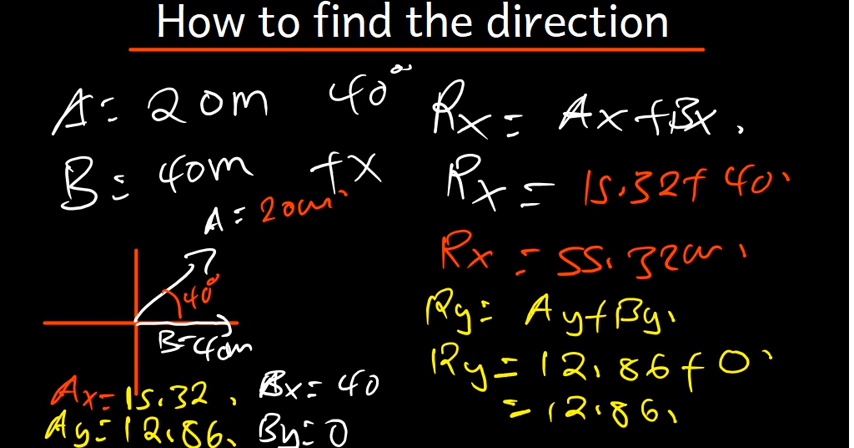 How to find the direction
A = 20m 40°
B = 40m +x
A = 20cm.
40°
B=40m
Ax= 15.32 , Bx= 40
Ay= 12.86, By= 0
Rx = Ax+Bx.
Rx = 15.32+ 40.
Rx = 55.32m.
Ry= Ay+By.
Ry = 12.86+0.
=12.86.